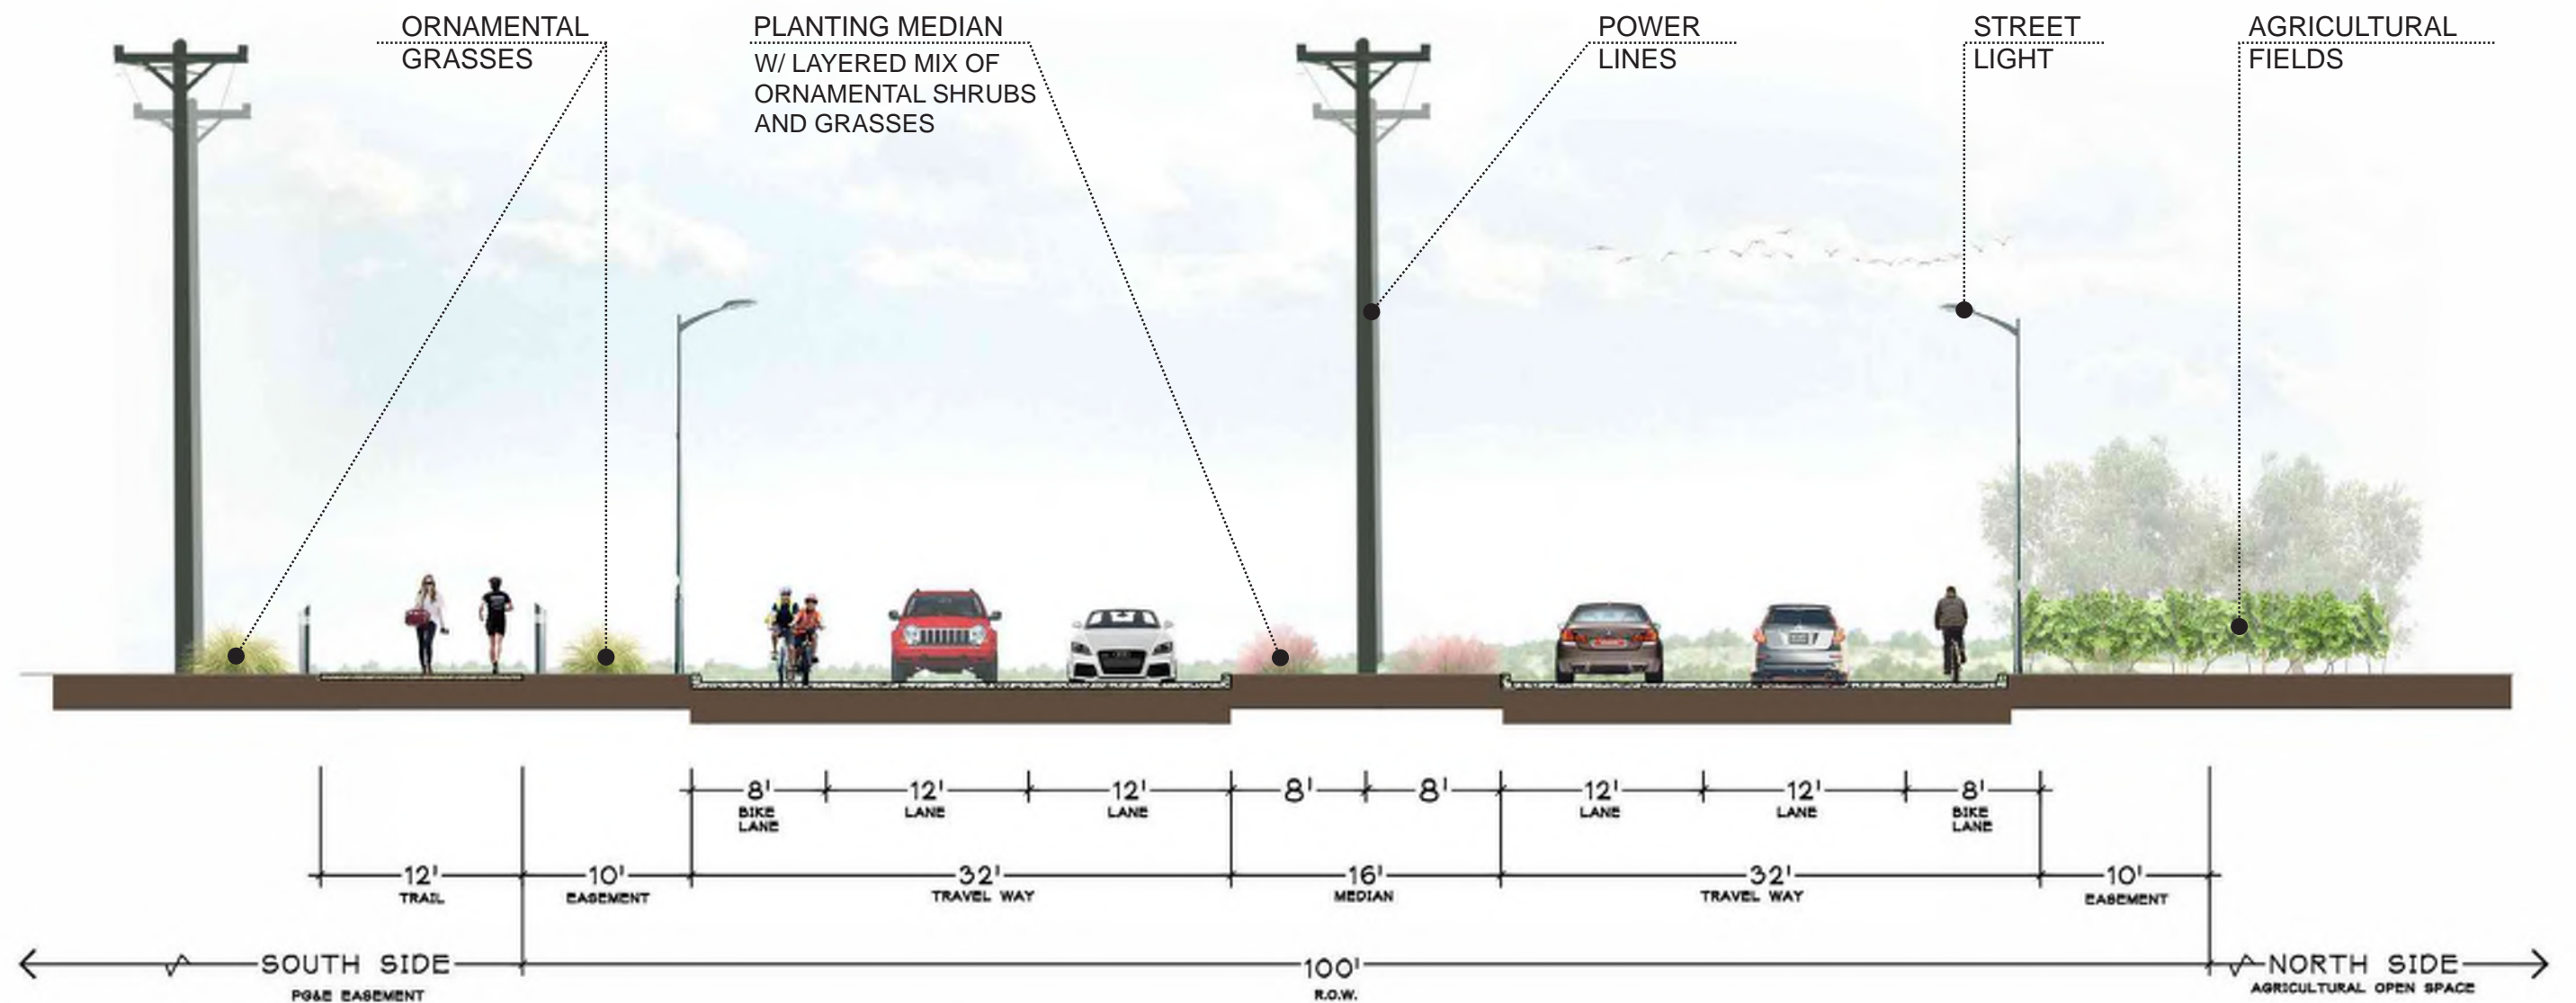 ORNAMENTAL
GRASSES
PLANTING MEDIAN
W/ LAYERED MIX OF
ORNAMENTAL SHRUBS
AND GRASSES
POWER
LINES
STREET
LIGHT
AGRICULTURAL
FIELDS
8'
BIKE
LANE
12'
LANE
12'
LANE
8'
8'
12'
LANE
12'
LANE
8'
BIKE
LANE
12'
TRAIL
10'
EASEMENT
32'
TRAVEL WAY
16'
MEDIAN
32'
TRAVEL WAY
10'
EASEMENT
SOUTH SIDE
PG&E EASEMENT
100'
R.O.W.
NORTH SIDE
AGRICULTURAL OPEN SPACE